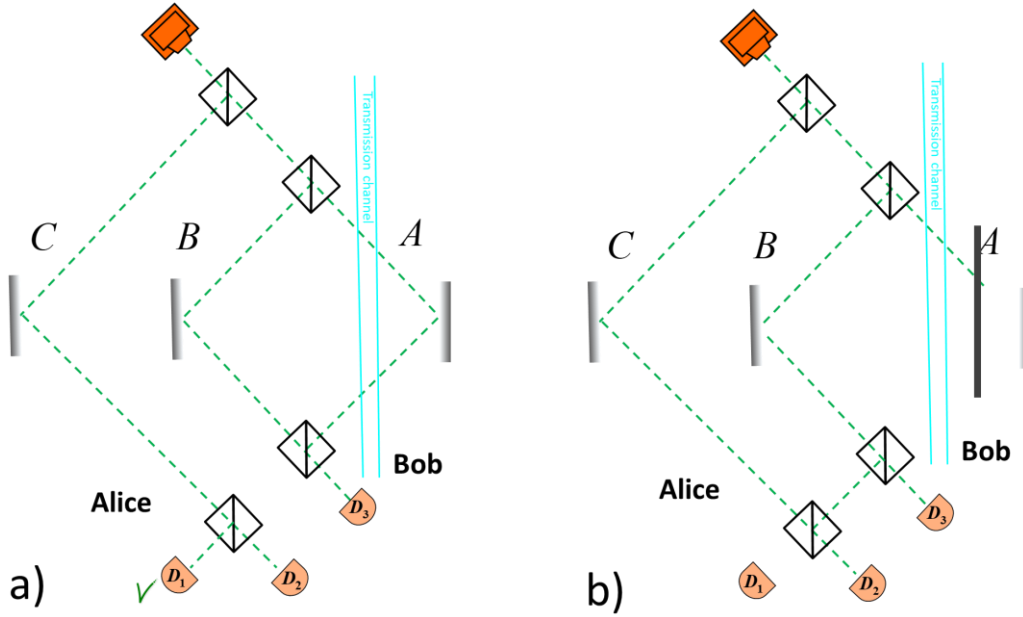 Transmission channel
C
B
A
Bob
Alice
D3
D1
D2
a)
Transmission channel
C
B
A
Bob
Alice
D3
D1
D2
b)